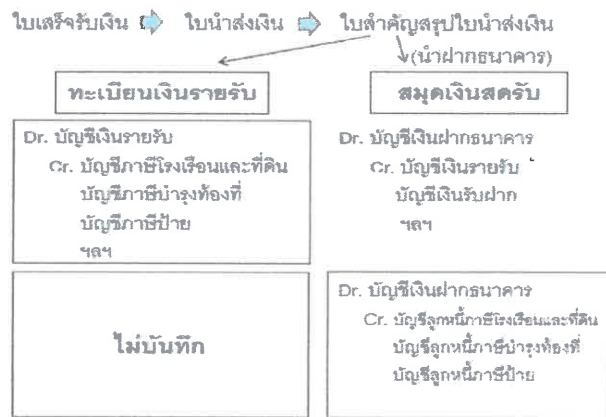 ใบเสร็จรับเงิน ใบนำส่งเงิน ใบสำคัญสรุปใบนำส่งเงิน
(นำฝากธนาคาร)
ทะเบียนเงินรายรับ
Dr. บัญชีเงินรายรับ
Cr. บัญชีภาษีโรงเรือนและที่ดิน
บัญชีภาษีบำรุงท้องที่
บัญชีภาษีป้าย
ฯลฯ
สมุดเงินสดรับ
Dr. บัญชีเงินฝากธนาคาร
Cr. บัญชีเงินรายรับ
บัญชีเงินรับฝาก
ฯลฯ
ไม่บันทึก
Dr. บัญชีเงินฝากธนาคาร
Cr. บัญชีลูกหนี้ภาษีโรงเรือนและที่ดิน
บัญชีลูกหนี้ภาษีบำรุงท้องที่
บัญชีลูกหนี้ภาษีป้าย